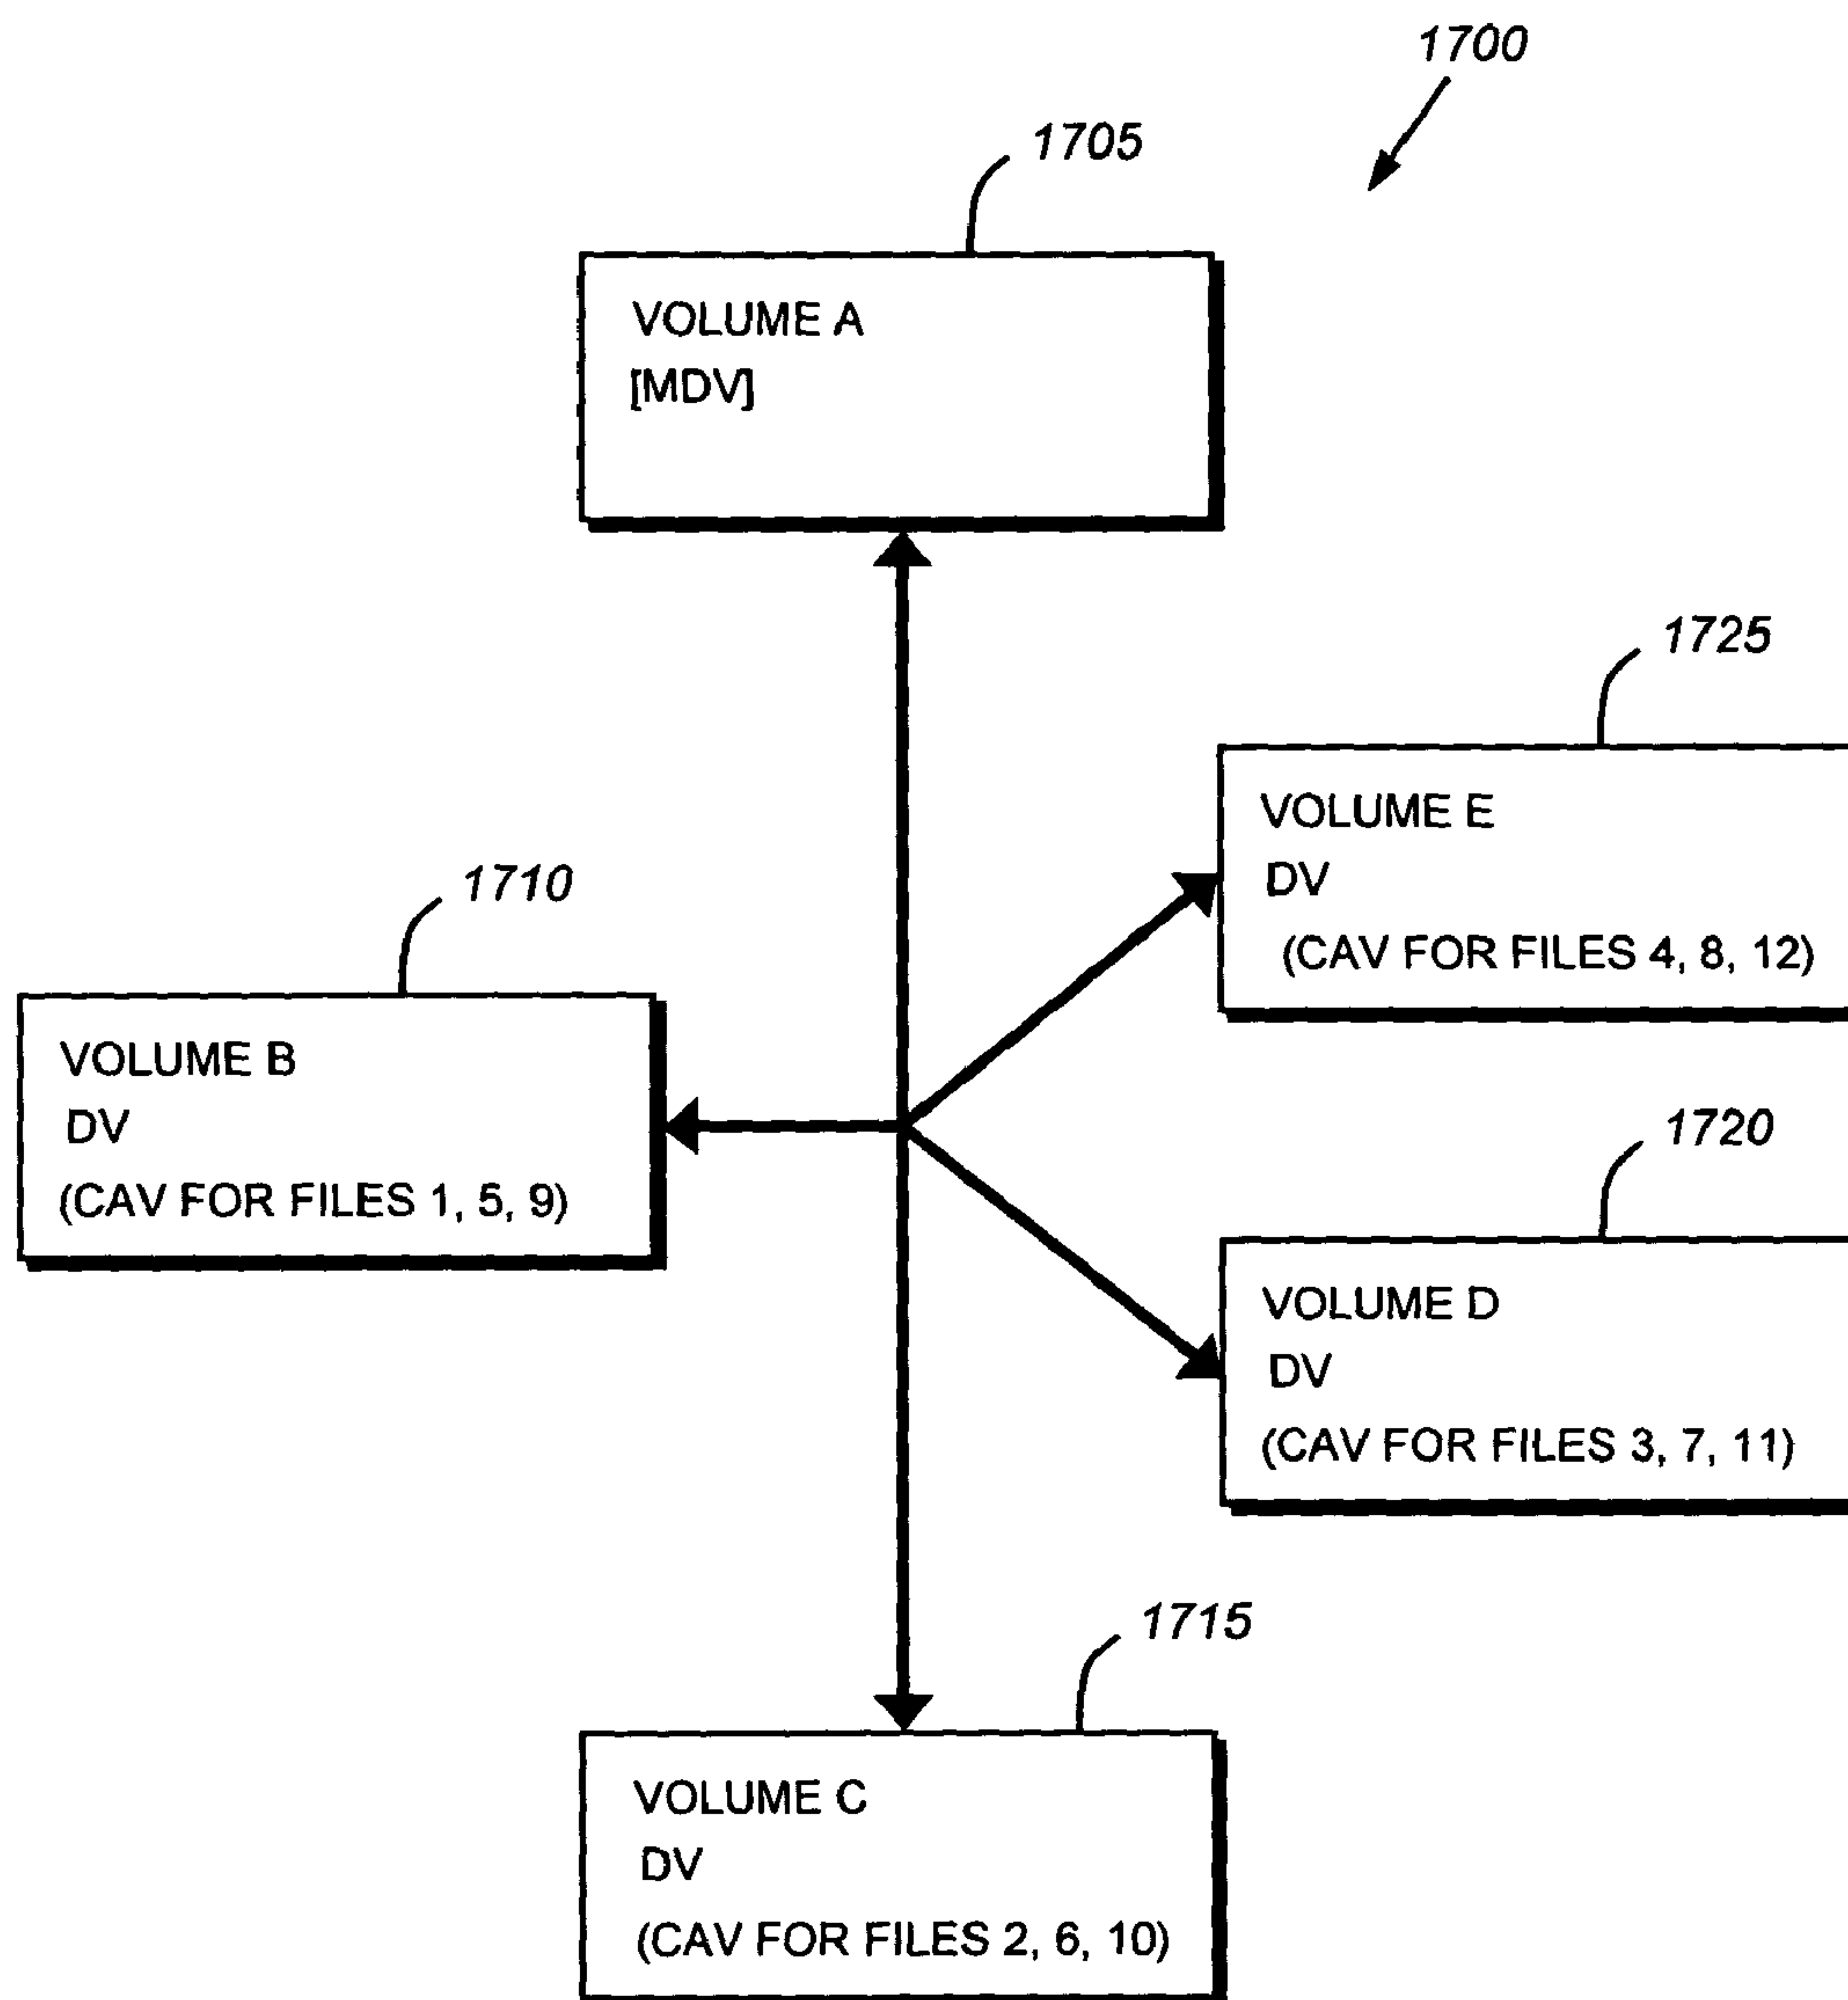 1700
1705
VOLUME A
[MDV]
1725
VOLUME E
DV
(CAV FOR FILES 4, 8, 12)
1710
VOLUME B
DV
(CAV FOR FILES 1, 5, 9)
1720
VOLUME D
DV
(CAV FOR FILES 3, 7, 11)
1715
VOLUME C
DV
(CAV FOR FILES 2, 6, 10)